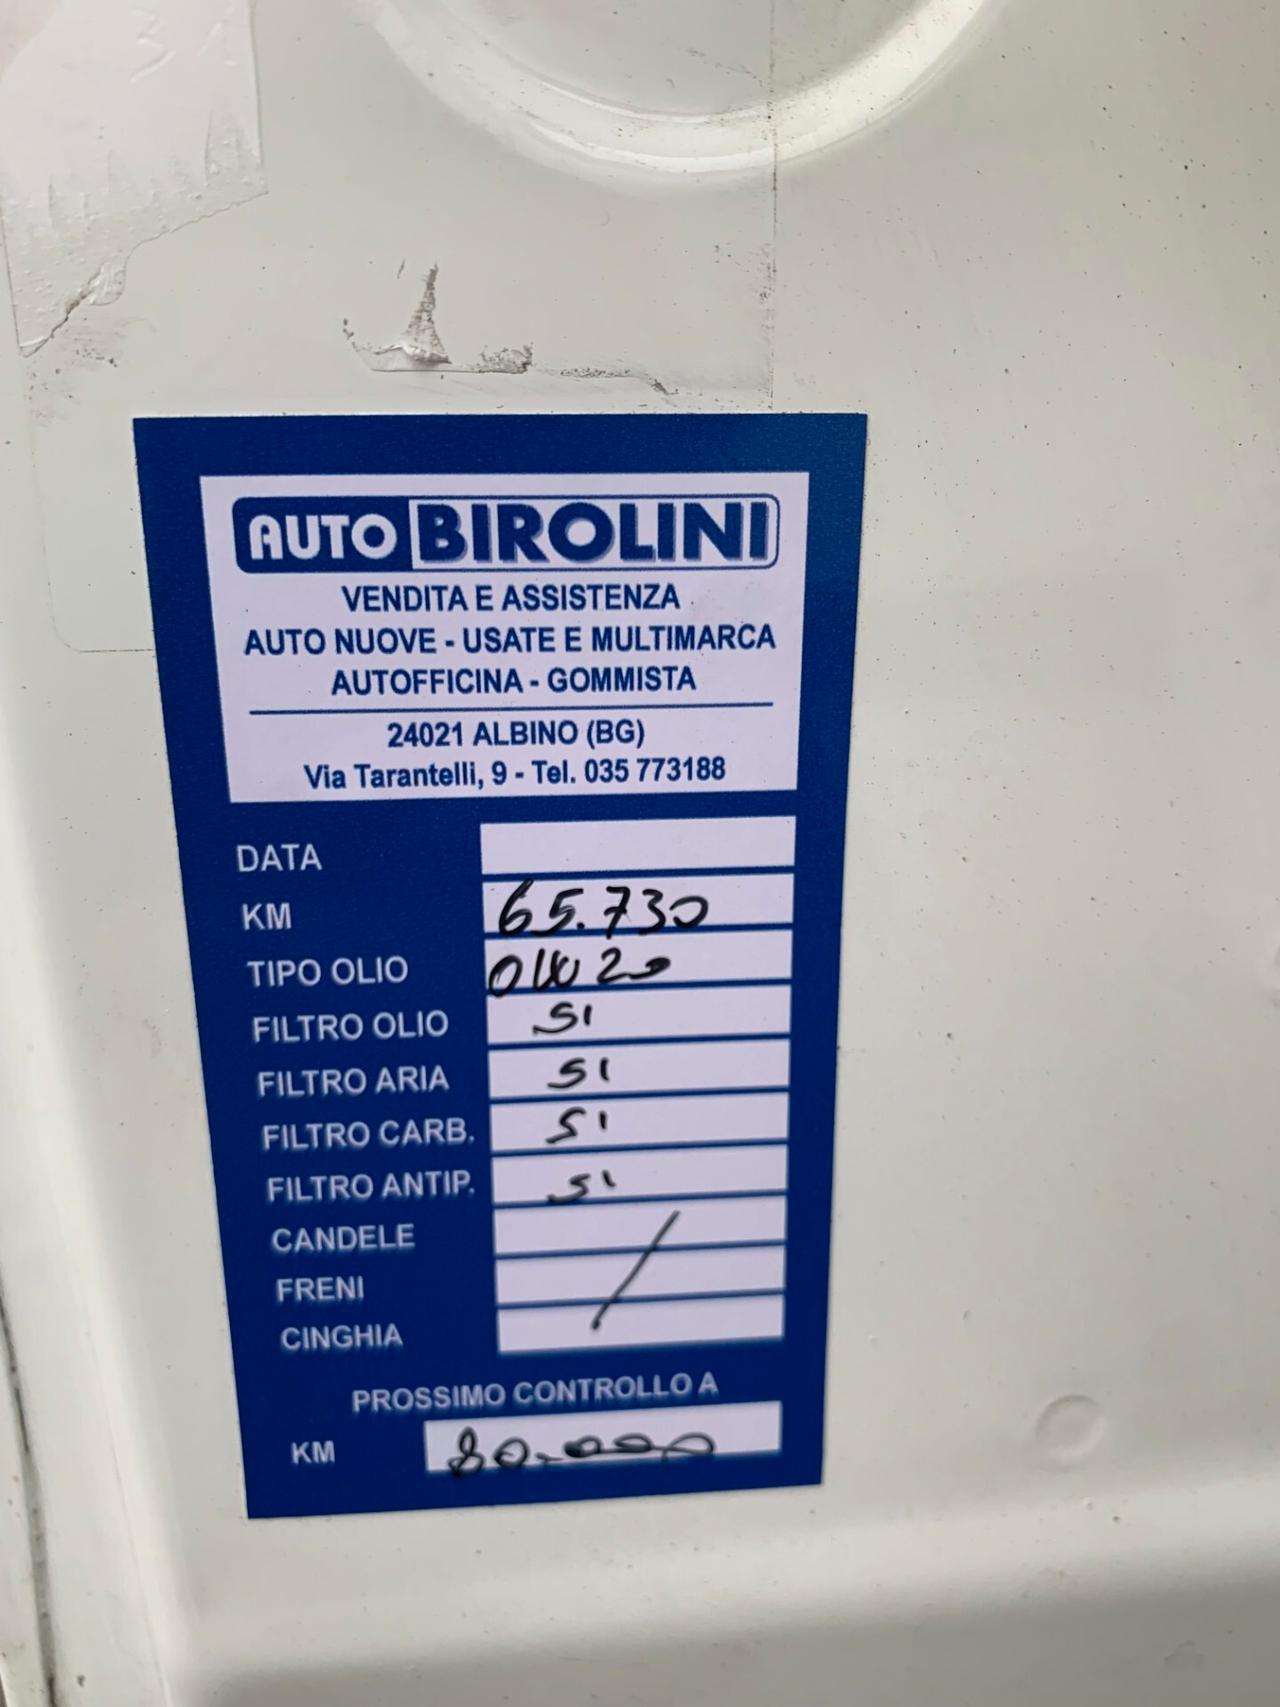 AUTO BIROLINI
VENDITA E ASSISTENZA
AUTO NUOVE - USATE E MULTIMARCA
AUTOFFICINA - GOMMISTA
24021 ALBINO (BG)
Via Tarantelli, 9 - Tel. 035 773188
DATA
KM 65.730
TIPO OLIO 0W20
FILTRO OLIO SI
FILTRO ARIA SI
FILTRO CARB. SI
FILTRO ANTIP. SI
CANDELE /
FRENI
CINGHIA
PROSSIMO CONTROLLO A
KM 80.000